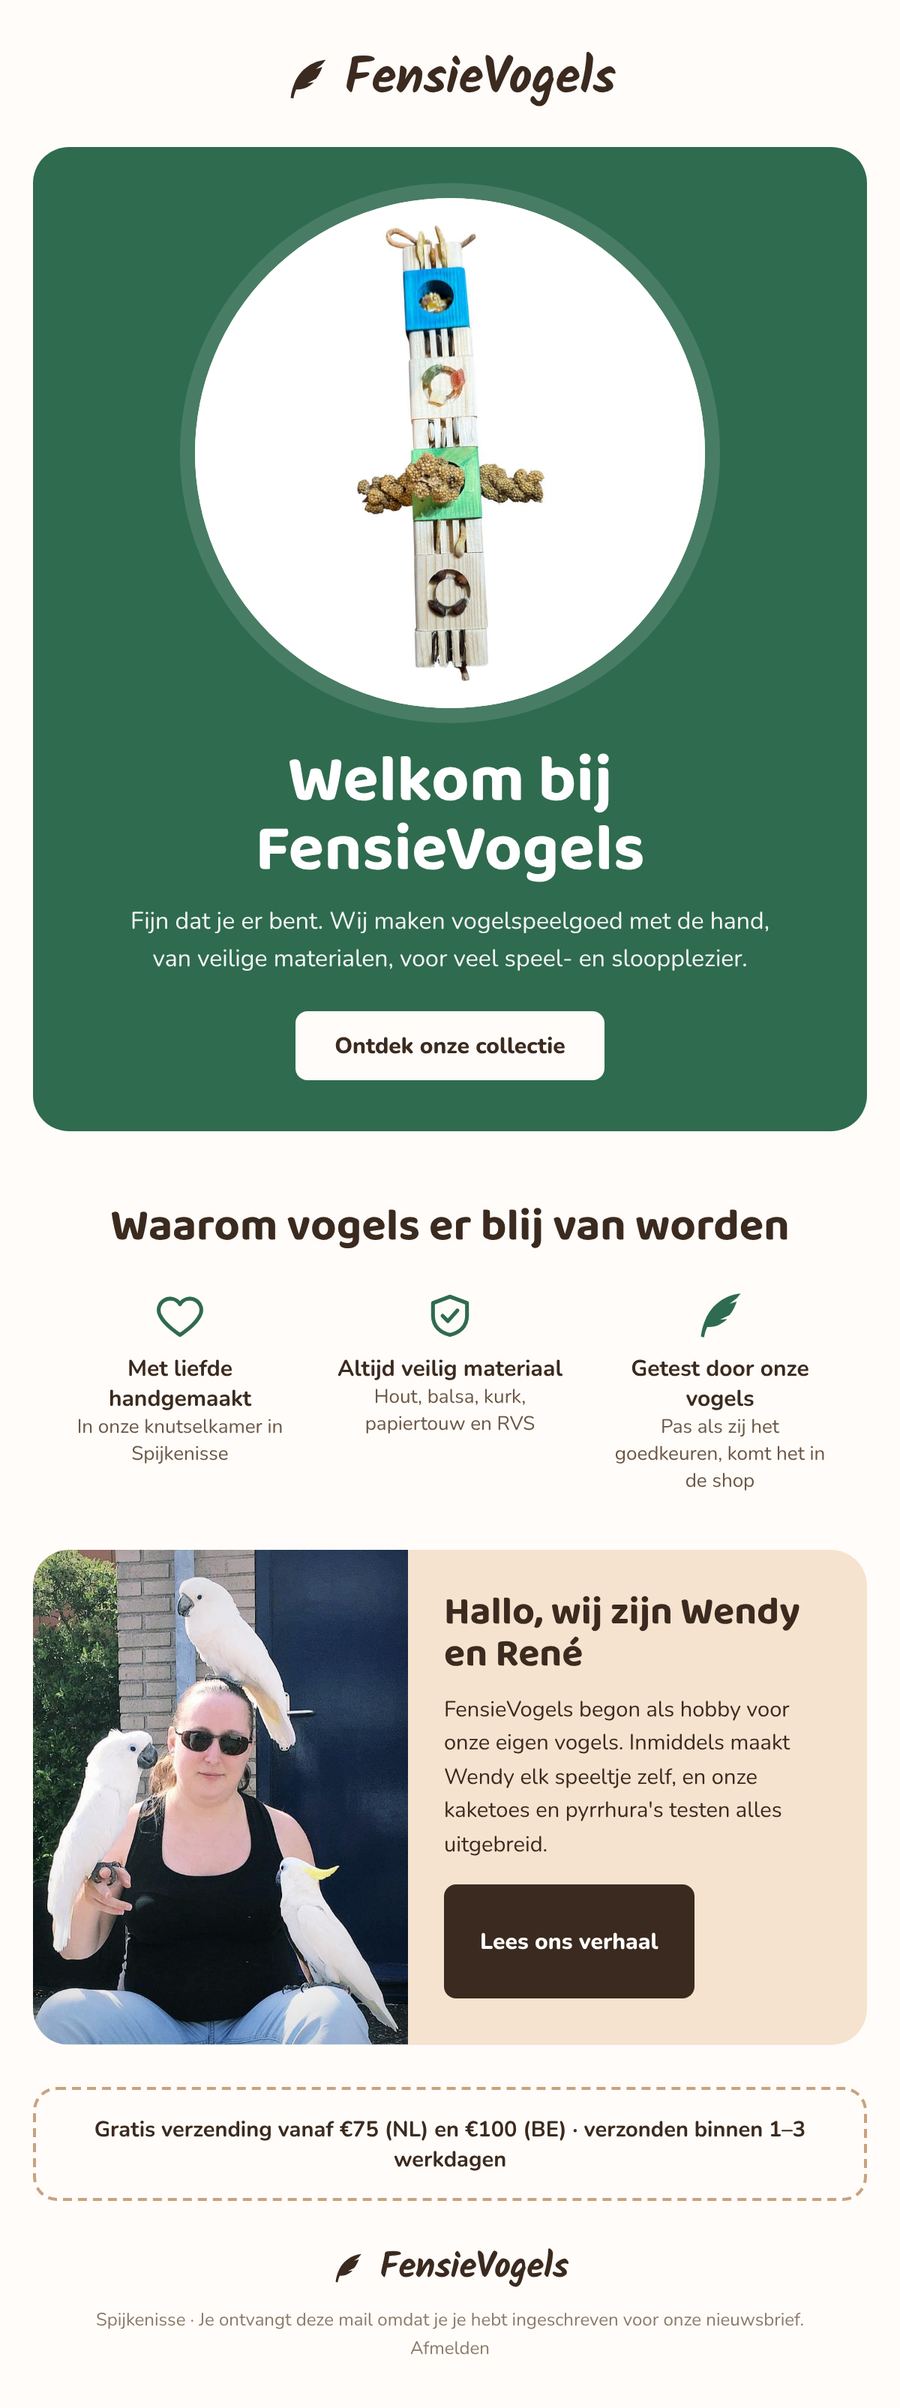 FensieVogels
Welkom bij
FensieVogels
Fijn dat je er bent. Wij maken vogelspeelgoed met de hand,
van veilige materialen, voor veel speel- en sloopplezier.
Ontdek onze collectie
Waarom vogels er blij van worden
Met liefde
handgemaakt
In onze knutselkamer in
Spijkenisse
Altijd veilig materiaal
Hout, balsa, kurk,
papiertouw en RVS
Getest door onze
vogels
Pas als zij het
goedkeuren, komt het in
de shop
Hallo, wij zijn Wendy
en René
FensieVogels begon als hobby voor
onze eigen vogels. Inmiddels maakt
Wendy elk speeltje zelf, en onze
kaketoes en pyrrhura's testen alles
uitgebreid.
Lees ons verhaal
Gratis verzending vanaf €75 (NL) en €100 (BE) · verzonden binnen 1–3
werkdagen
FensieVogels
Spijkenisse · Je ontvangt deze mail omdat je je hebt ingeschreven voor onze nieuwsbrief.
Afmelden